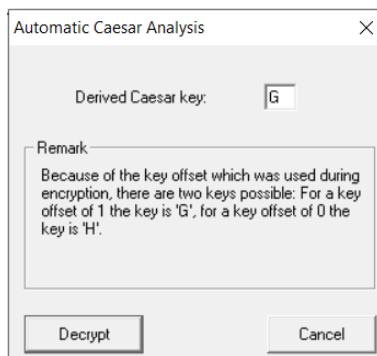 Automatic Caesar Analysis
Derived Caesar key: G
Remark
Because of the key offset which was used during
encryption, there are two keys possible: For a key
offset of 1 the key is 'G', for a key offset of 0 the
key is 'H'.
Decrypt Cancel